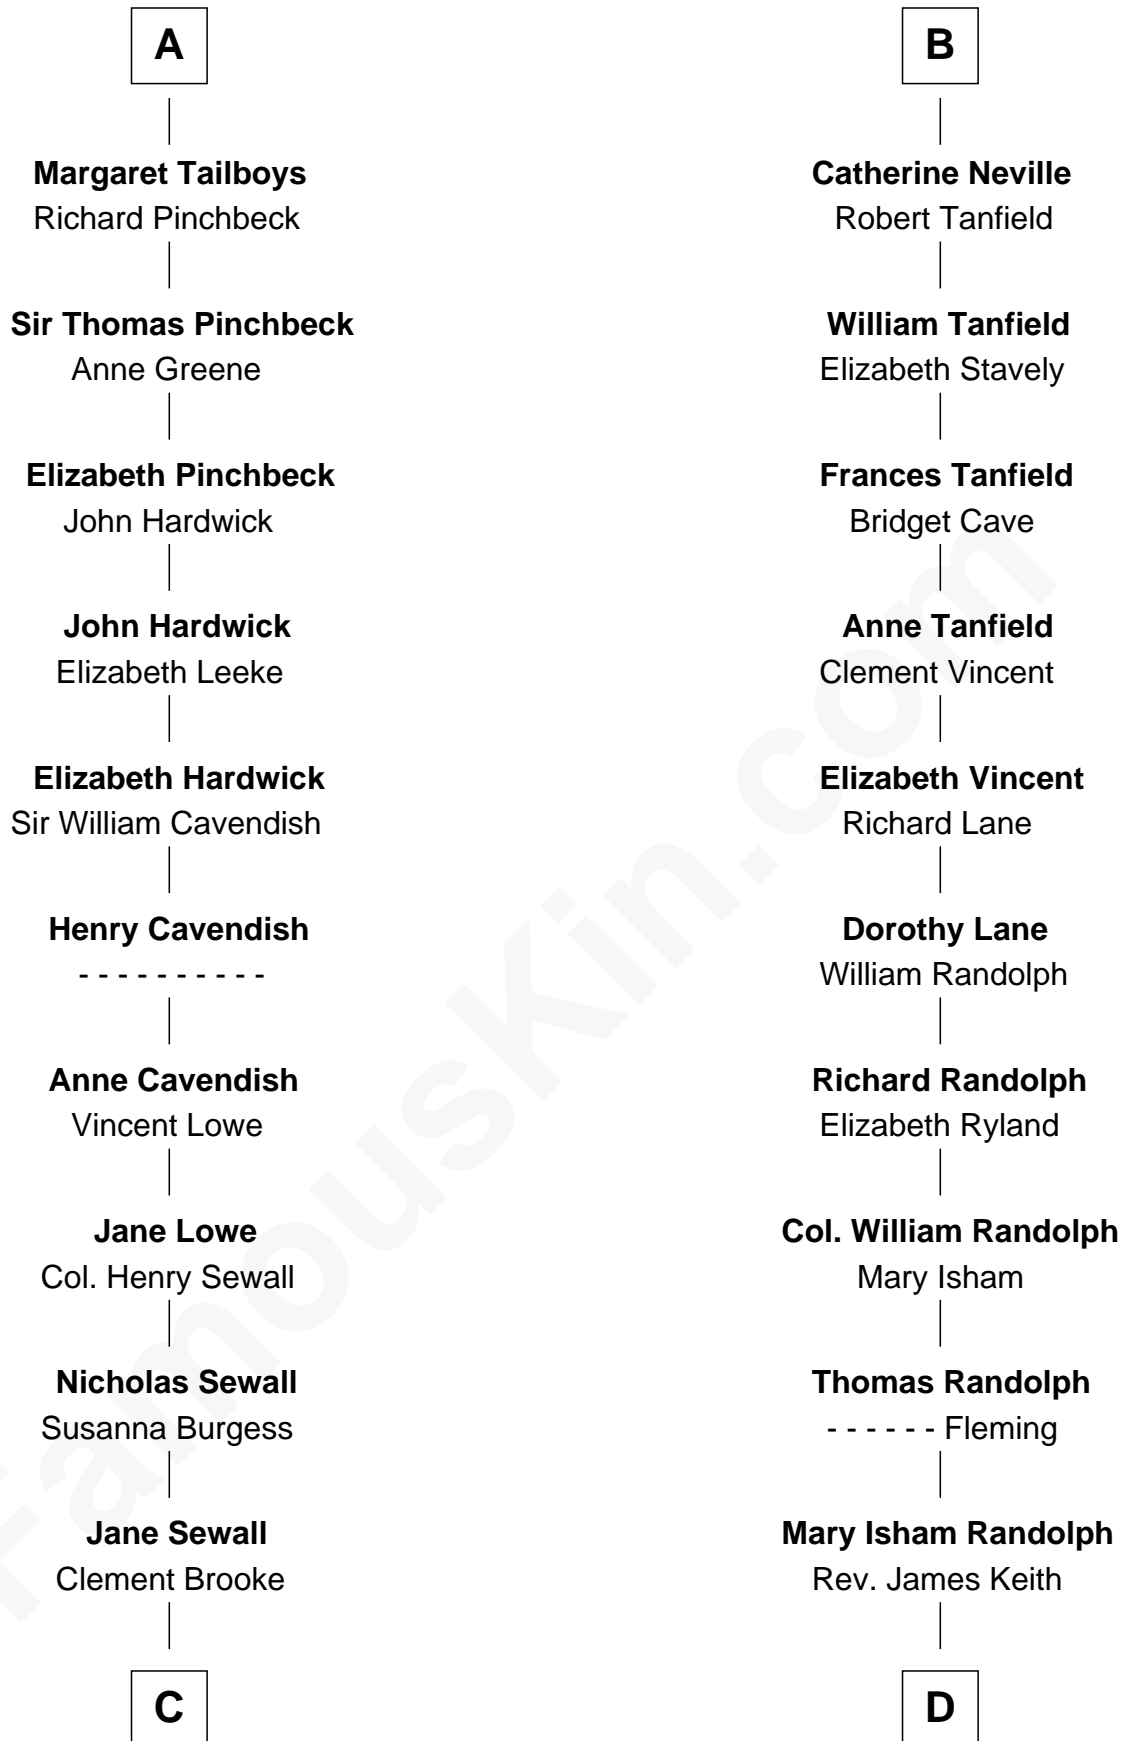 A
Margaret Tailboys
Richard Pinchbeck
Sir Thomas Pinchbeck
Anne Greene
Elizabeth Pinchbeck
John Hardwick
John Hardwick
Elizabeth Leeke
Elizabeth Hardwick
Sir William Cavendish
Henry Cavendish
- - - - - - - - - -
Anne Cavendish
Vincent Lowe
Jane Lowe
Col. Henry Sewall
Nicholas Sewall
Susanna Burgess
Jane Sewall
Clement Brooke
C
B
Catherine Neville
Robert Tanfield
William Tanfield
Elizabeth Stavely
Frances Tanfield
Bridget Cave
Anne Tanfield
Clement Vincent
Elizabeth Vincent
Richard Lane
Dorothy Lane
William Randolph
Richard Randolph
Elizabeth Ryland
Col. William Randolph
Mary Isham
Thomas Randolph
- - - - - - Fleming
Mary Isham Randolph
Rev. James Keith
D
FamousKin.com